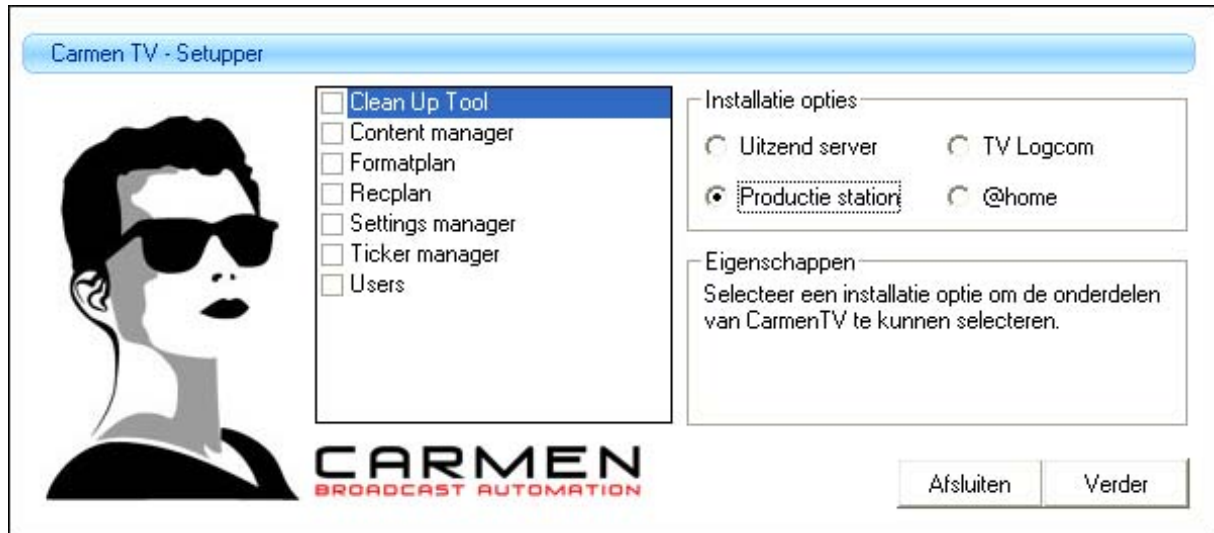 Carmen TV - Setupper
Clean Up Tool
Content manager
Formatplan
Recplan
Settings manager
Ticker manager
Users
Installatie opties
Uitzend server
TV Logcom
Productie station
@home
Eigenschappen
Selecteer een installatie optie om de onderdelen
van CarmenTV te kunnen selecteren.
CARMEN
BROADCAST AUTOMATION
Afsluiten
Verder